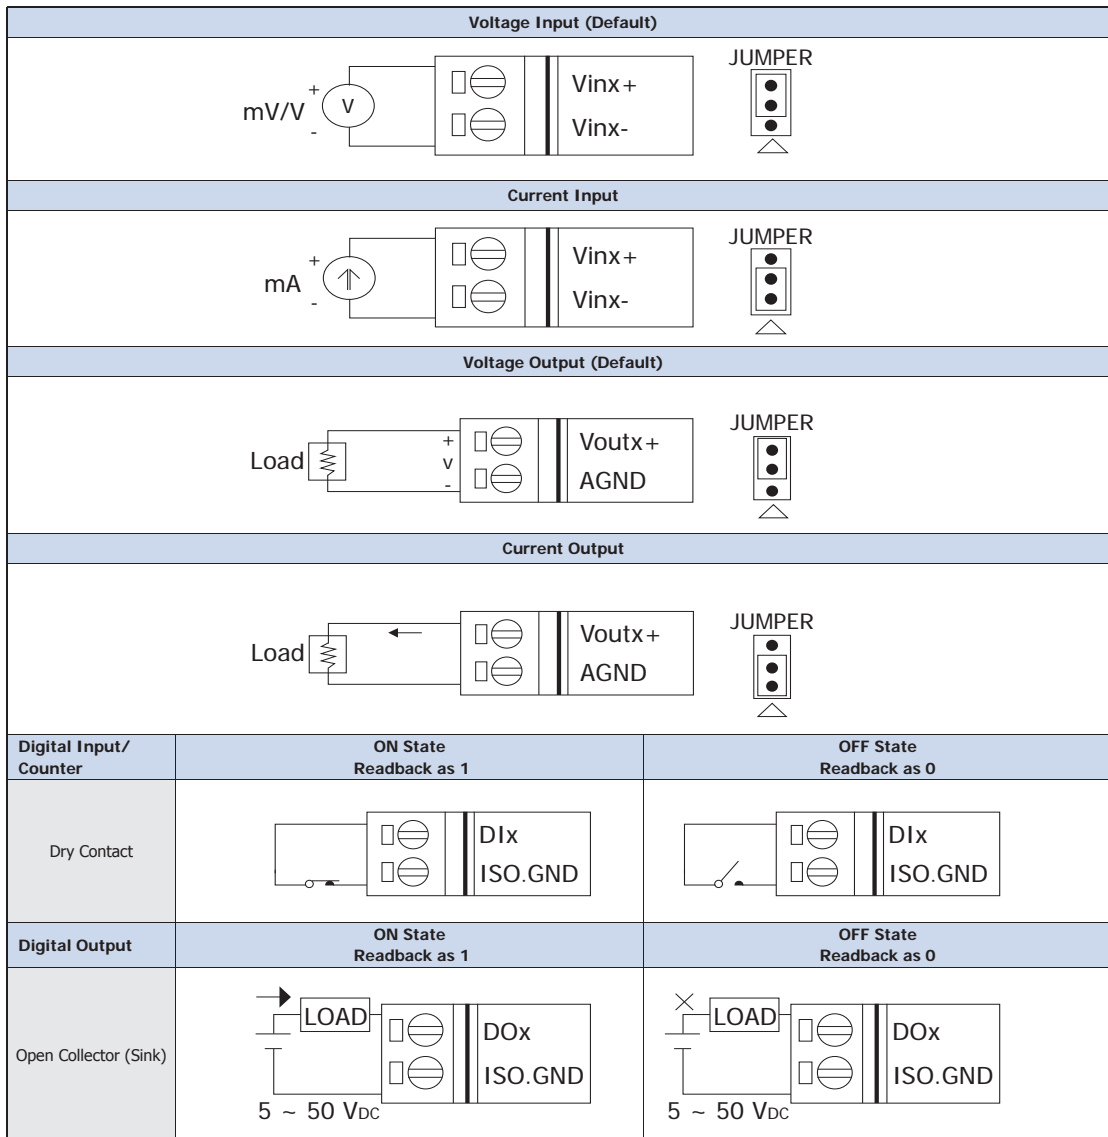 Voltage Input (Default)
JUMPER
mV/V
+
V
-
Vinx+
Vinx-
Current Input
JUMPER
mA
+
-
Vinx+
Vinx-
Voltage Output (Default)
JUMPER
Load
+
v
-
Voutx+
AGND
Current Output
JUMPER
Load
Voutx+
AGND
Digital Input/
Counter
ON State
Readback as 1
OFF State
Readback as 0
Dry Contact
DIx
ISO.GND
DIx
ISO.GND
Digital Output
ON State
Readback as 1
OFF State
Readback as 0
Open Collector (Sink)
LOAD
DOx
ISO.GND
5 ~ 50 VDC
LOAD
DOx
ISO.GND
5 ~ 50 VDC